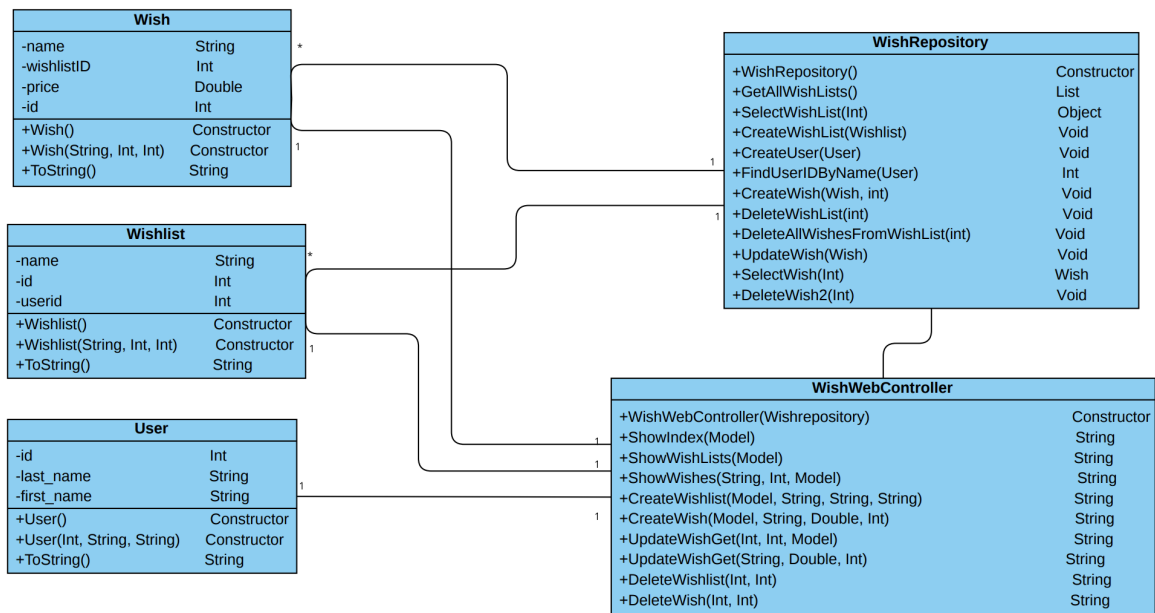 Wish
-name String
-wishlistID Int
-price Double
-id Int
+Wish() Constructor
+Wish(String, Int, Int) Constructor
+ToString() String
*
1
Wishlist
-name String
-id Int
-userid Int
+Wishlist() Constructor
+Wishlist(String, Int, Int) Constructor
+ToString() String
*
1
User
-id Int
-last_name String
-first_name String
+User() Constructor
+User(Int, String, String) Constructor
+ToString() String
1
WishRepository
+WishRepository() Constructor
+GetAllWishLists() List
+SelectWishList(Int) Object
+CreateWishList(Wishlist) Void
+CreateUser(User) Void
+FindUserIDByName(User) Int
+CreateWish(Wish, int) Void
+DeleteWishList(int) Void
+DeleteAllWishesFromWishList(int) Void
+UpdateWish(Wish) Void
+SelectWish(Int) Wish
+DeleteWish2(Int) Void
1
1
WishWebController
+WishWebController(Wishrepository) Constructor
+ShowIndex(Model) String
+ShowWishLists(Model) String
+ShowWishes(String, Int, Model) String
+CreateWishlist(Model, String, String, String) String
+CreateWish(Model, String, Double, Int) String
+UpdateWishGet(Int, Int, Model) String
+UpdateWishGet(String, Double, Int) String
+DeleteWishlist(Int, Int) String
+DeleteWish(Int, Int) String
1
1
1